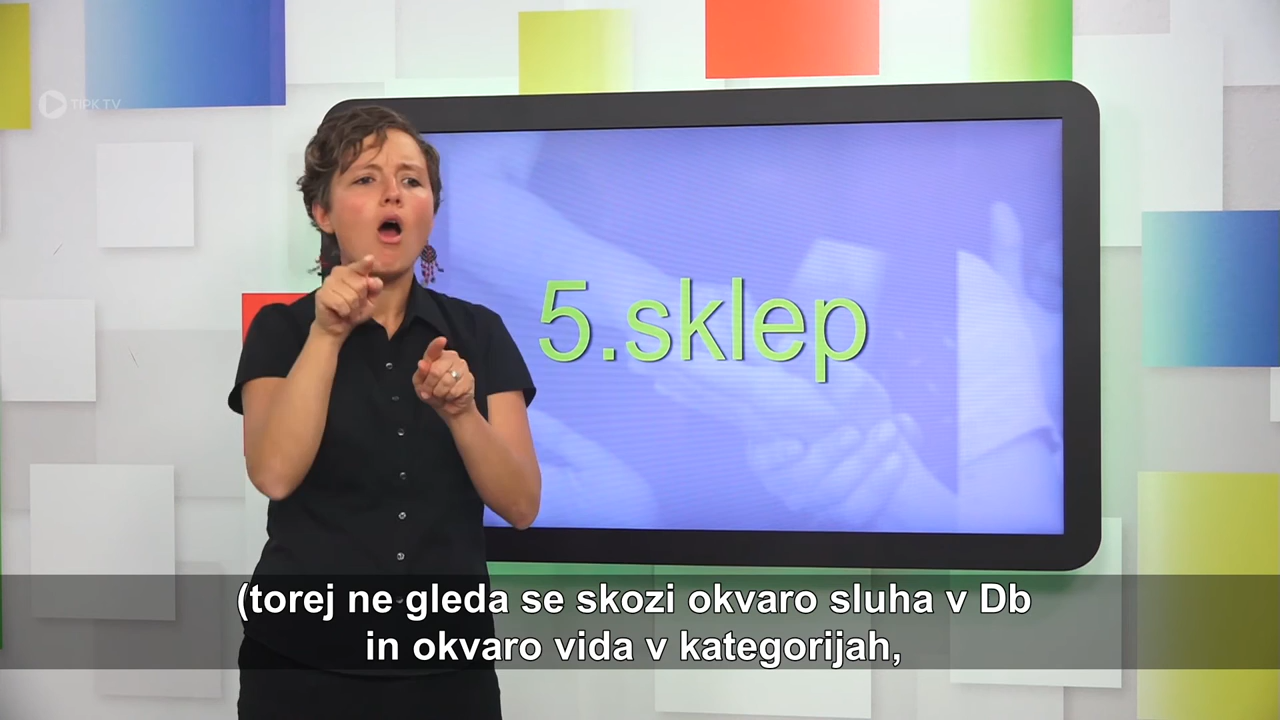 TIPK TV
5.sklep
(torej ne gleda se skozi okvaro sluha v Db
in okvaro vida v kategorijah,